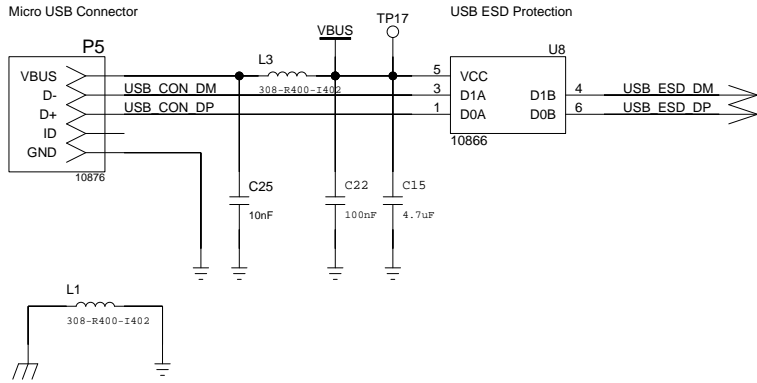 Micro USB Connector
USB ESD Protection
TP17
VBUS
P5
L3
U8
VBUS
308-R400-I402
5
VCC
D-
USB_CON_DM
3
D1A
D1B
4
USB_ESD_DM
D+
USB_CON_DP
1
D0A
D0B
6
USB_ESD_DP
ID
GND
10866
10876
C25
10nF
C22
100nF
C15
4.7uF
L1
308-R400-I402